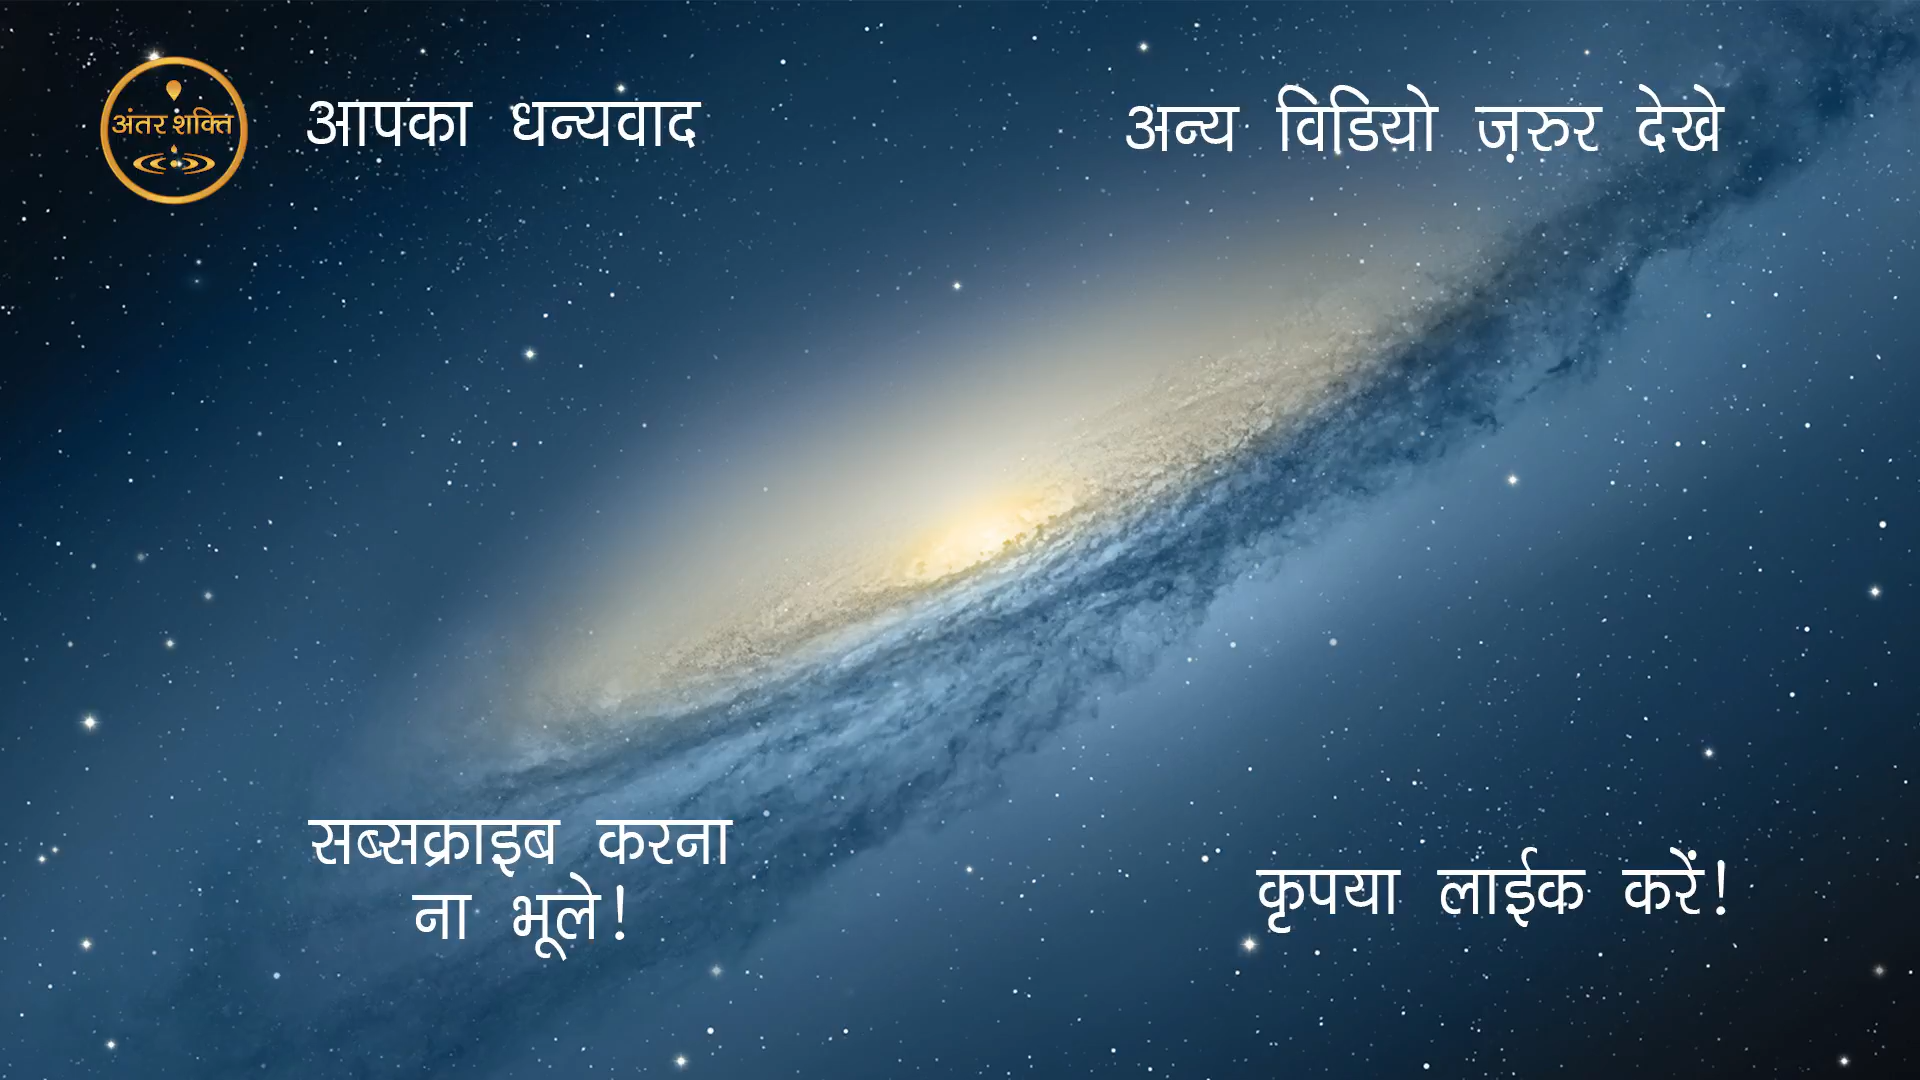 अंतर शक्ति
आपका धन्यवाद
अन्य विडियो ज़रुर देखे
सब्सक्राइब करना
ना भूले!
कृपया लाईक करें!